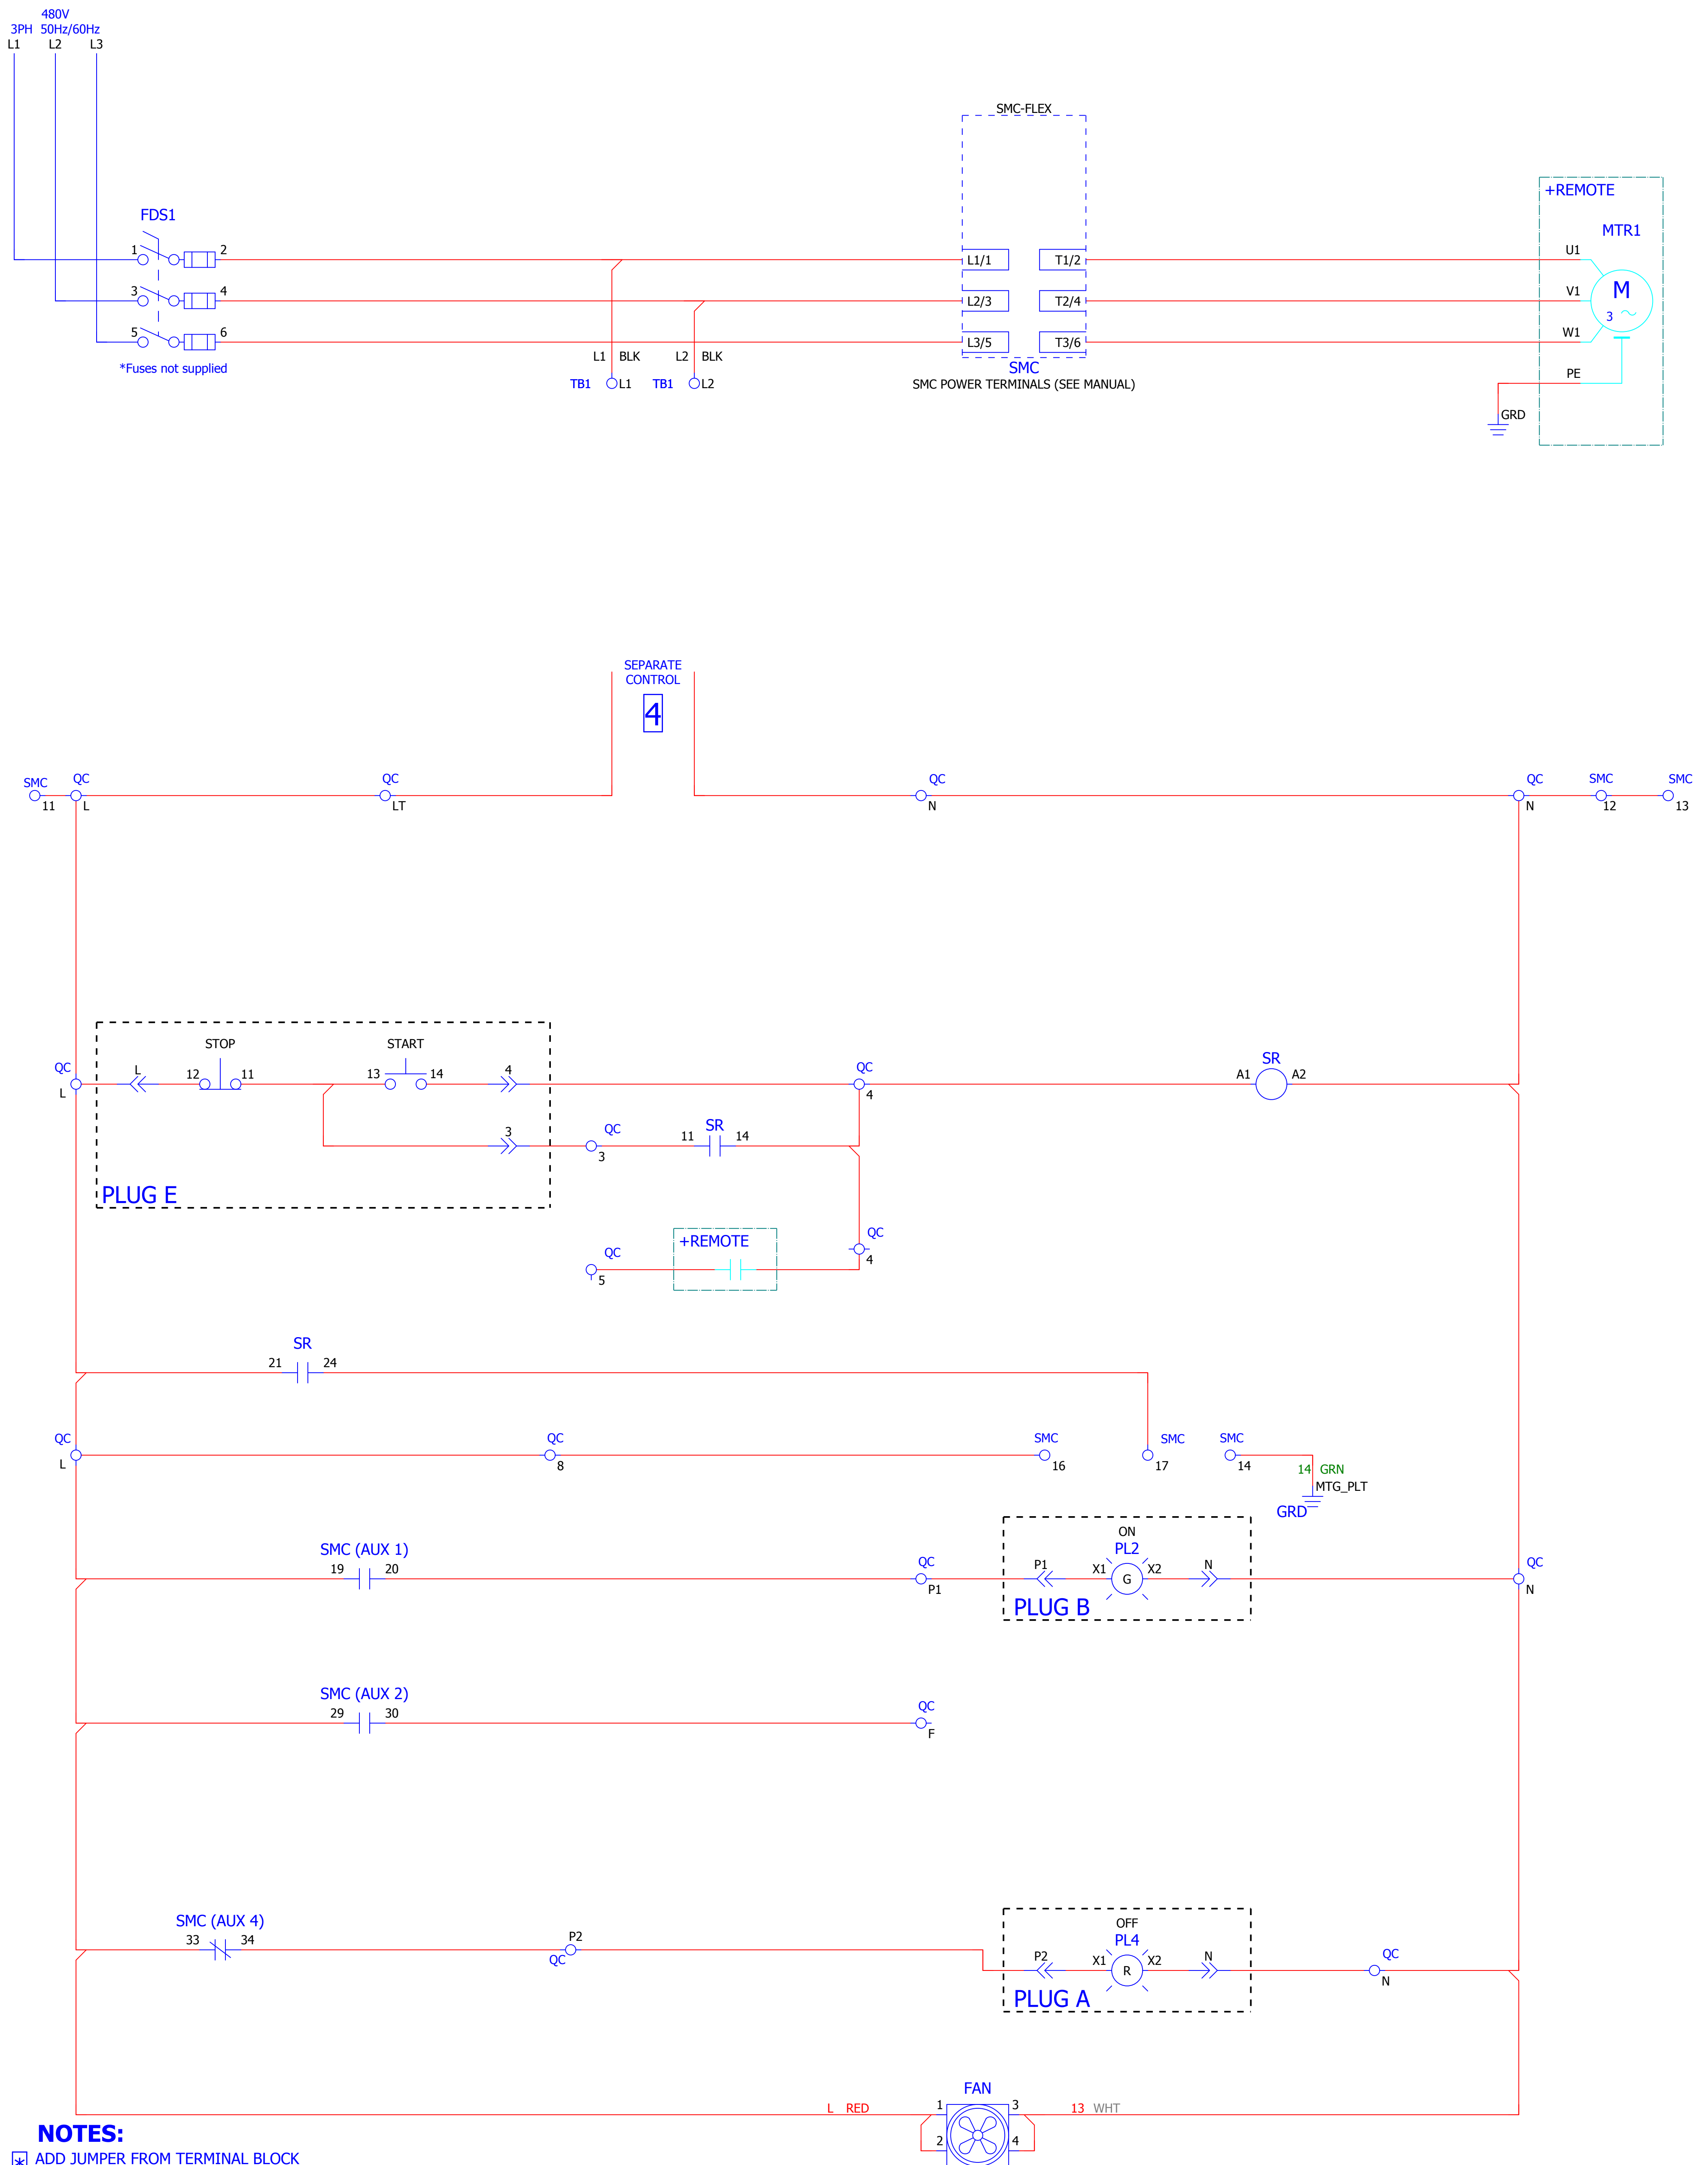 480V
3PH 50Hz/60Hz
L1 L2 L3
SMC-FLEX
+REMOTE
FDS1
MTR1
1 2 L1/1 T1/2 U1
3 4 L2/3 T2/4 V1 M
3
5 6 L3/5 T3/6 W1
*Fuses not supplied
L1 BLK L2 BLK
SMC
TB1 L1 TB1 L2
SMC POWER TERMINALS (SEE MANUAL)
PE
GRD
SEPARATE
CONTROL
4
SMC QC QC QC QC SMC SMC
11 L LT N N 12 13
STOP START
QC L 12 11 13 14 4 QC A1 SR A2
L 4
3 QC 11 SR 14
3
PLUG E
+REMOTE
QC QC
5 4
SR
21 24
QC QC SMC SMC SMC
L 8 16 17 14
14 GRN
MTG_PLT
GRD
ON
SMC (AUX 1) PL2
19 20 QC P1 X1 G X2 N QC
P1 N
PLUG B
SMC (AUX 2)
29 30 QC
F
OFF
SMC (AUX 4) PL4
33 34 P2 P2 X1 R X2 N QC
QC N
PLUG A
FAN
L RED 1 3 13 WHT
2 4
NOTES:
* ADD JUMPER FROM TERMINAL BLOCK